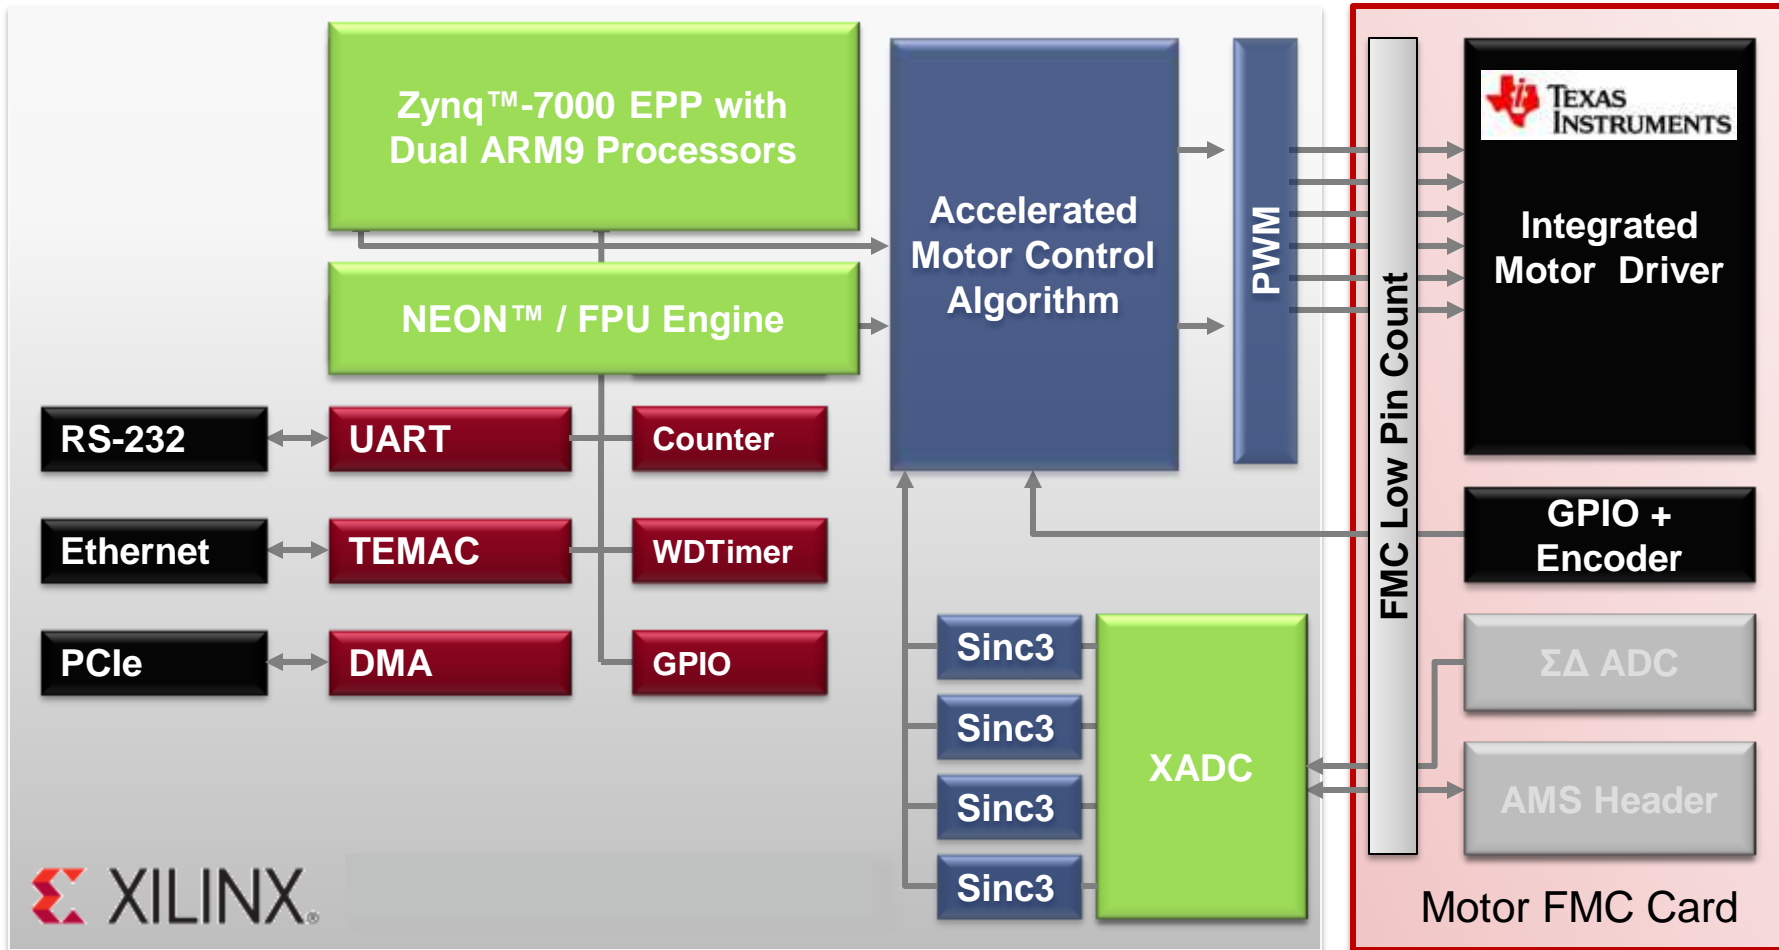 Zynq™-7000 EPP with
Dual ARM9 Processors
NEON™ / FPU Engine
Accelerated
Motor Control
Algorithm
PWM
FMC Low Pin Count
TEXAS
INSTRUMENTS
Integrated
Motor Driver
RS-232
UART
Counter
Ethernet
TEMAC
WDTimer
PCIe
DMA
GPIO
GPIO +
Encoder
Sinc3
Sinc3
Sinc3
Sinc3
XADC
ΣΔ ADC
AMS Header
XILINX®
Motor FMC Card